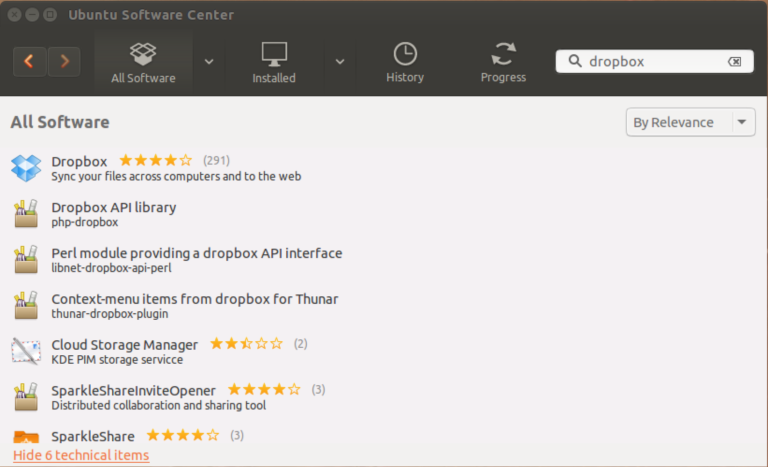 Ubuntu Software Center
All Software
Installed
History
Progress
dropbox
All Software
By Relevance
Dropbox (291)
Sync your files across computers and to the web
Dropbox API library
php-dropbox
Perl module providing a dropbox API interface
libnet-dropbox-api-perl
Context-menu items from dropbox for Thunar
thunar-dropbox-plugin
Cloud Storage Manager (2)
KDE PIM storage servicce
SparkleShareInviteOpener (3)
Distributed collaboration and sharing tool
SparkleShare (3)
Hide 6 technical items